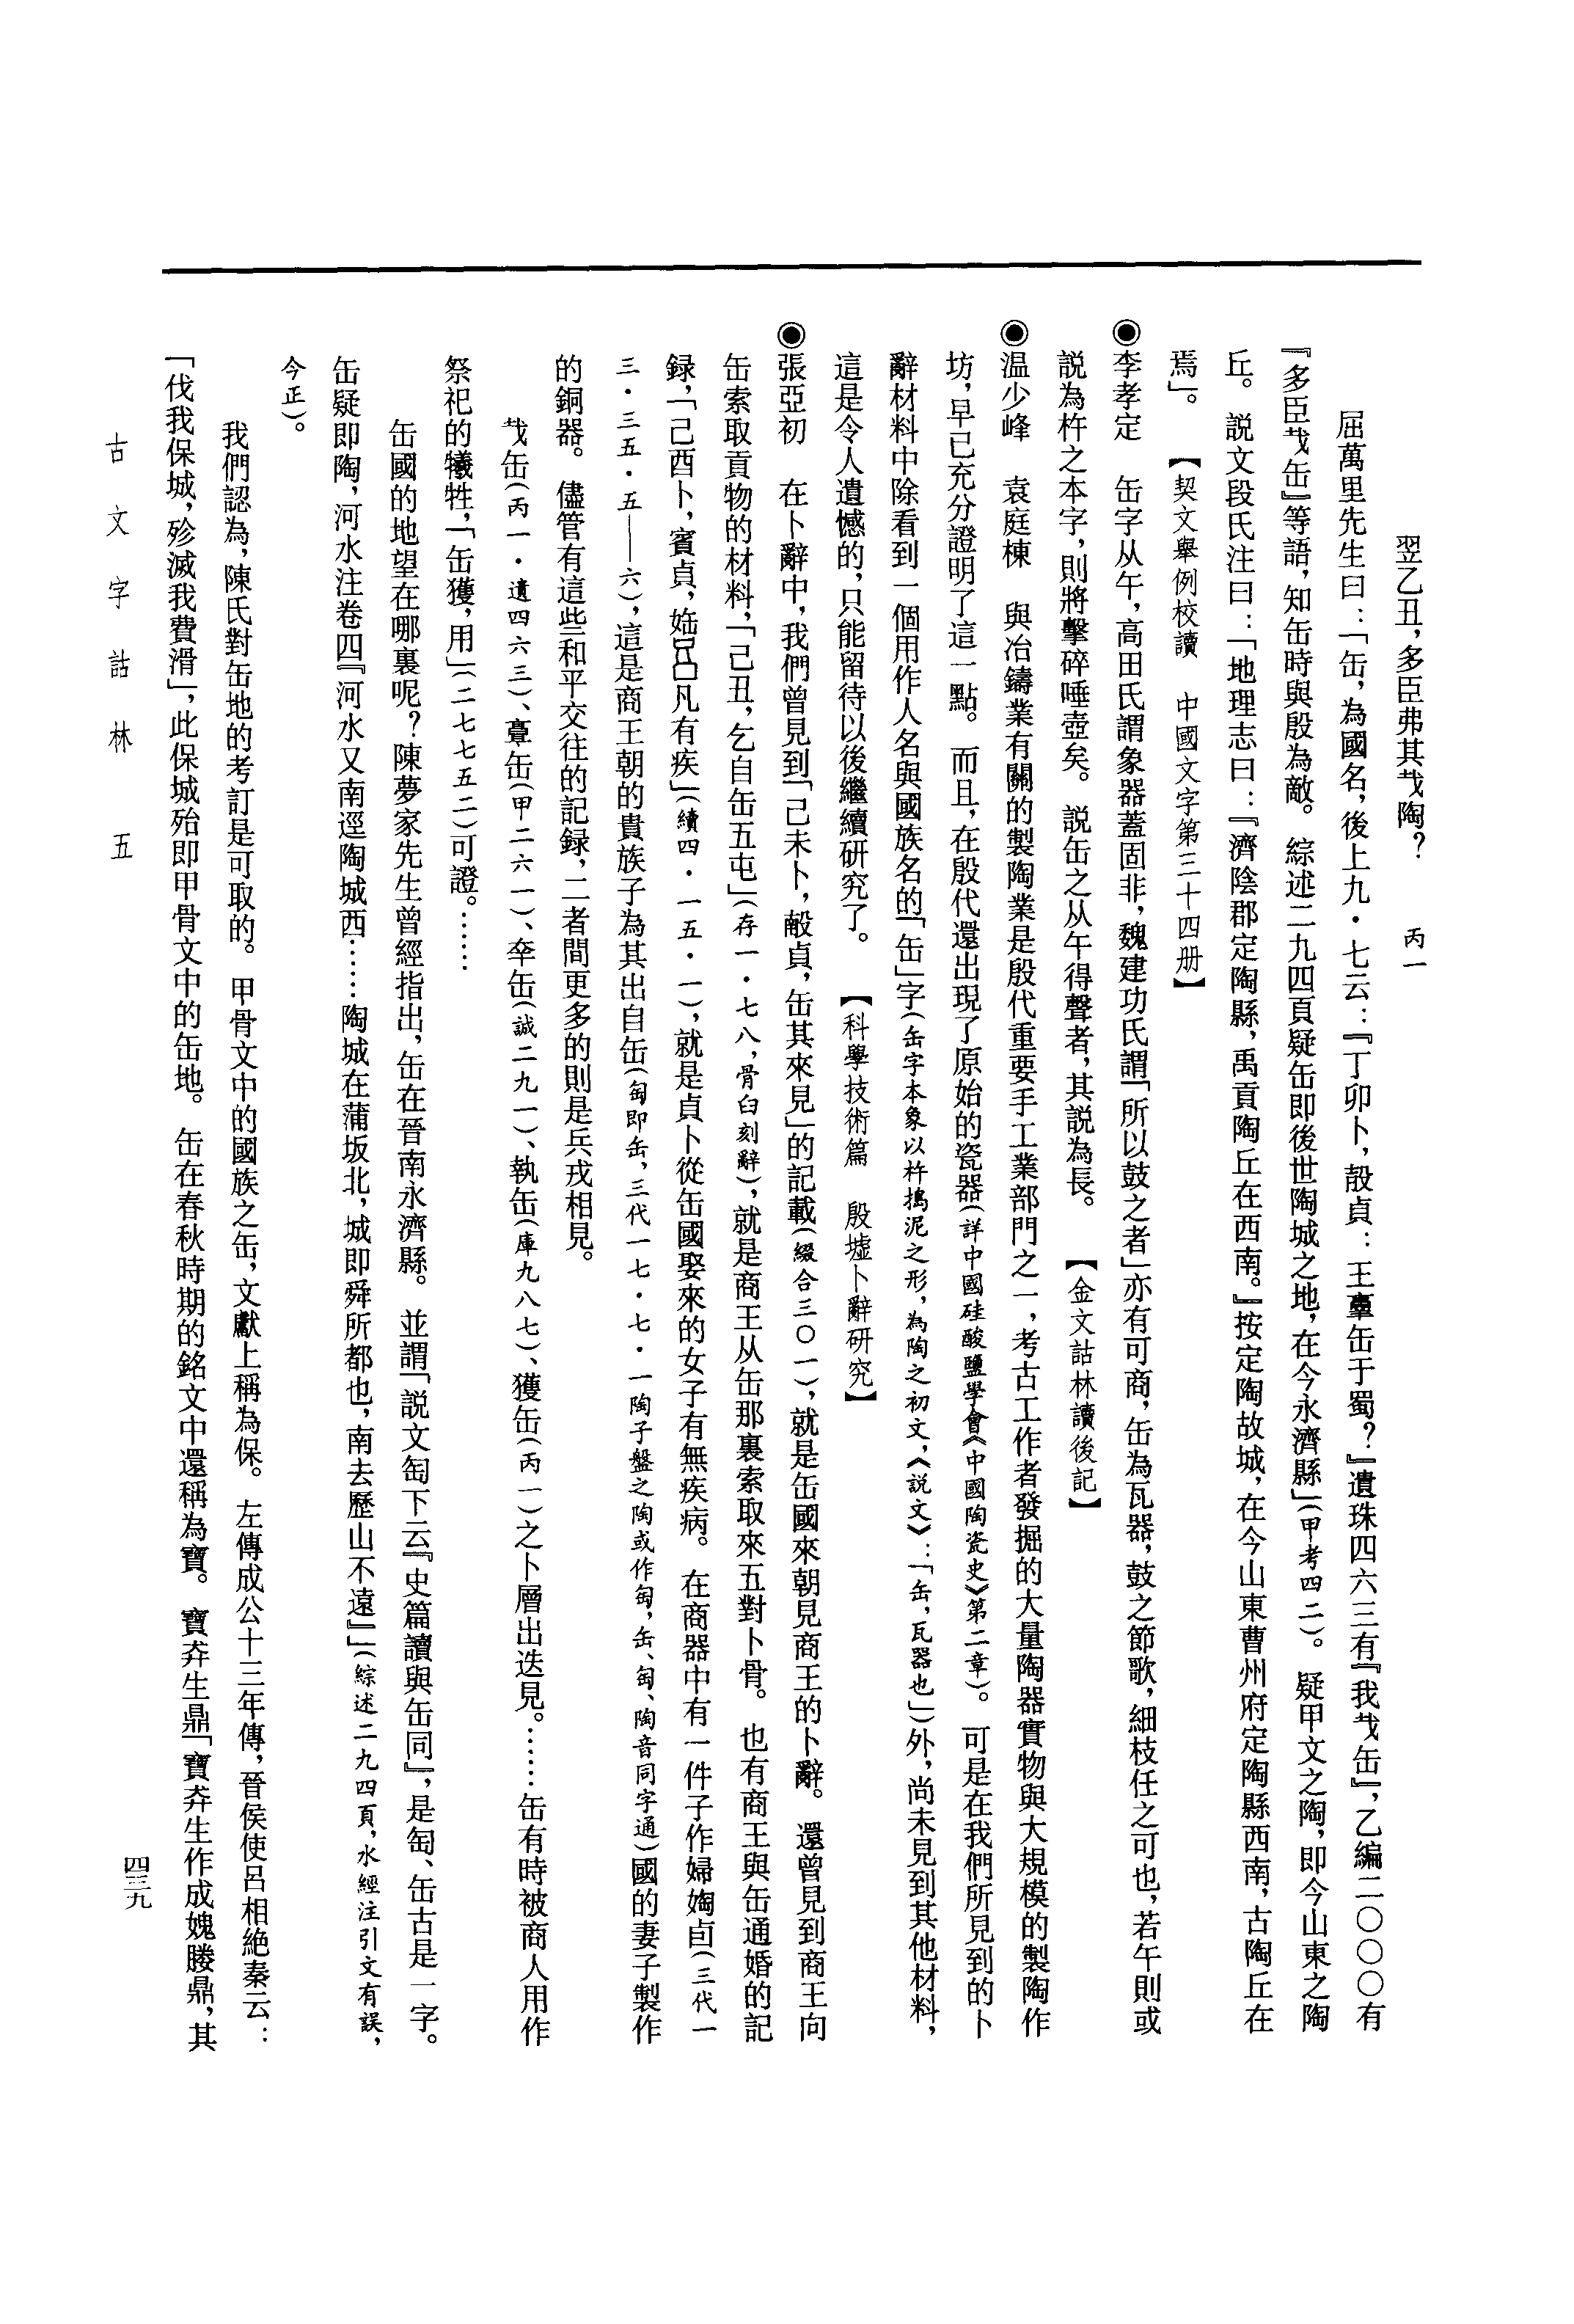 翌乙丑，多臣弗其𢦏陶？　丙一
屈萬里先生曰：「缶，為國名，後上九・七云：『丁卯卜，㱿貞：王𦎫缶于蜀？』遺珠四六三有『我𢦏缶』，乙編二〇〇〇有
『多臣𢦏缶』等語，知缶時與殷為敵。綜述二九四頁疑缶即後世陶城之地，在今永濟縣」（甲考四二）。疑甲文之陶，即今山東之陶
丘。説文段氏注曰：「地理志曰：『濟陰郡定陶縣，禹貢陶丘在西南。』按定陶故城，在今山東曹州府定陶縣西南，古陶丘在
焉」。　【契文舉例校讀　中國文字第三十四册】
◉李孝定　缶字从午，高田氏謂象器蓋固非，魏建功氏謂「所以鼓之者」亦有可商，缶為瓦器，鼓之節歌，細枝任之可也，若午則或
説為杵之本字，則將擊碎唾壺矣。説缶之从午得聲者，其説為長。　【金文詁林讀後記】
◉温少峰　袁庭棟　與冶鑄業有關的製陶業是殷代重要手工業部門之一，考古工作者發掘的大量陶器實物與大規模的製陶作
坊，早已充分證明了這一點。而且，在殷代還出現了原始的瓷器（詳中國硅酸鹽學會《中國陶瓷史》第二章）。可是在我們所見到的卜
辭材料中除看到一個用作人名與國族名的「缶」字（缶字本象以杵搗泥之形，為陶之初文，《説文》：「缶，瓦器也」）外，尚未見到其他材料，
這是令人遺憾的，只能留待以後繼續研究了。　【科學技術篇　殷墟卜辭研究】
◉張亞初　在卜辭中，我們曾見到「己未卜，㱿貞，缶其來見」的記載（綴合三〇一），就是缶國來朝見商王的卜辭。還曾見到商王向
缶索取貢物的材料，「己丑，乞自缶五屯」（存一・七八，骨臼刻辭），就是商王从缶那裏索取來五對卜骨。也有商王與缶通婚的記
録，「己酉卜，賓貞，凡有疾」（續四・一五・一），就是貞卜從缶國娶來的女子有無疾病。在商器中有一件子作婦媰卣（三代一
三・三五・五——六），這是商王朝的貴族子為其出自缶（匋即缶，三代一七・七・一陶子盤之陶或作匋，缶、匋、陶音同字通）國的妻子製作
的銅器。儘管有這些和平交往的記録，二者間更多的則是兵戎相見。
𢦏缶（丙一・遺四六三）、𦎫缶（甲二六一）、㚔缶（誠二九一）、執缶（庫九八七）、獲缶（丙一）之卜層出迭見。……缶有時被商人用作
祭祀的犧牲，「缶獲，用」（二七七五二）可證。……
缶國的地望在哪裏呢？陳夢家先生曾經指出，缶在晉南永濟縣。並謂「説文匋下云『史篇讀與缶同』，是匋、缶古是一字。
缶疑即陶，河水注卷四『河水又南逕陶城西……陶城在蒲坂北，城即舜所都也，南去歷山不遠』」（綜述二九四頁，水經注引文有誤，
今正）。
我們認為，陳氏對缶地的考訂是可取的。甲骨文中的國族之缶，文獻上稱為保。左傳成公十三年傳，晉侯使呂相絶秦云：
「伐我保城，殄滅我費滑」，此保城殆即甲骨文中的缶地。缶在春秋時期的銘文中還稱為寶。寶𡘇生鼎「寶𡘇生作成媿媵鼎，其
古文字詁林　五
四三九